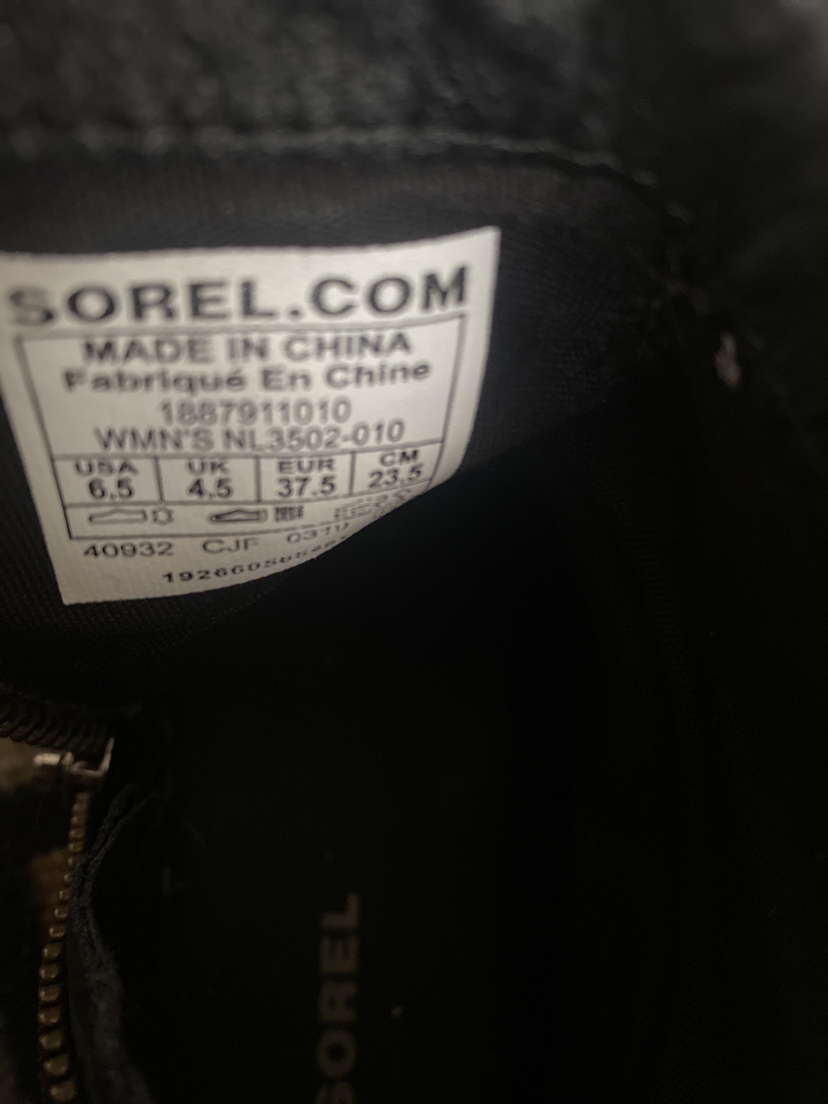 SOREL.COM
MADE IN CHINA
Fabriqué En Chine
1887911010
WMN'S NL3502-010
USA UK EUR CM
6.5 4.5 37.5 23.5
40932 CJF
SOREL